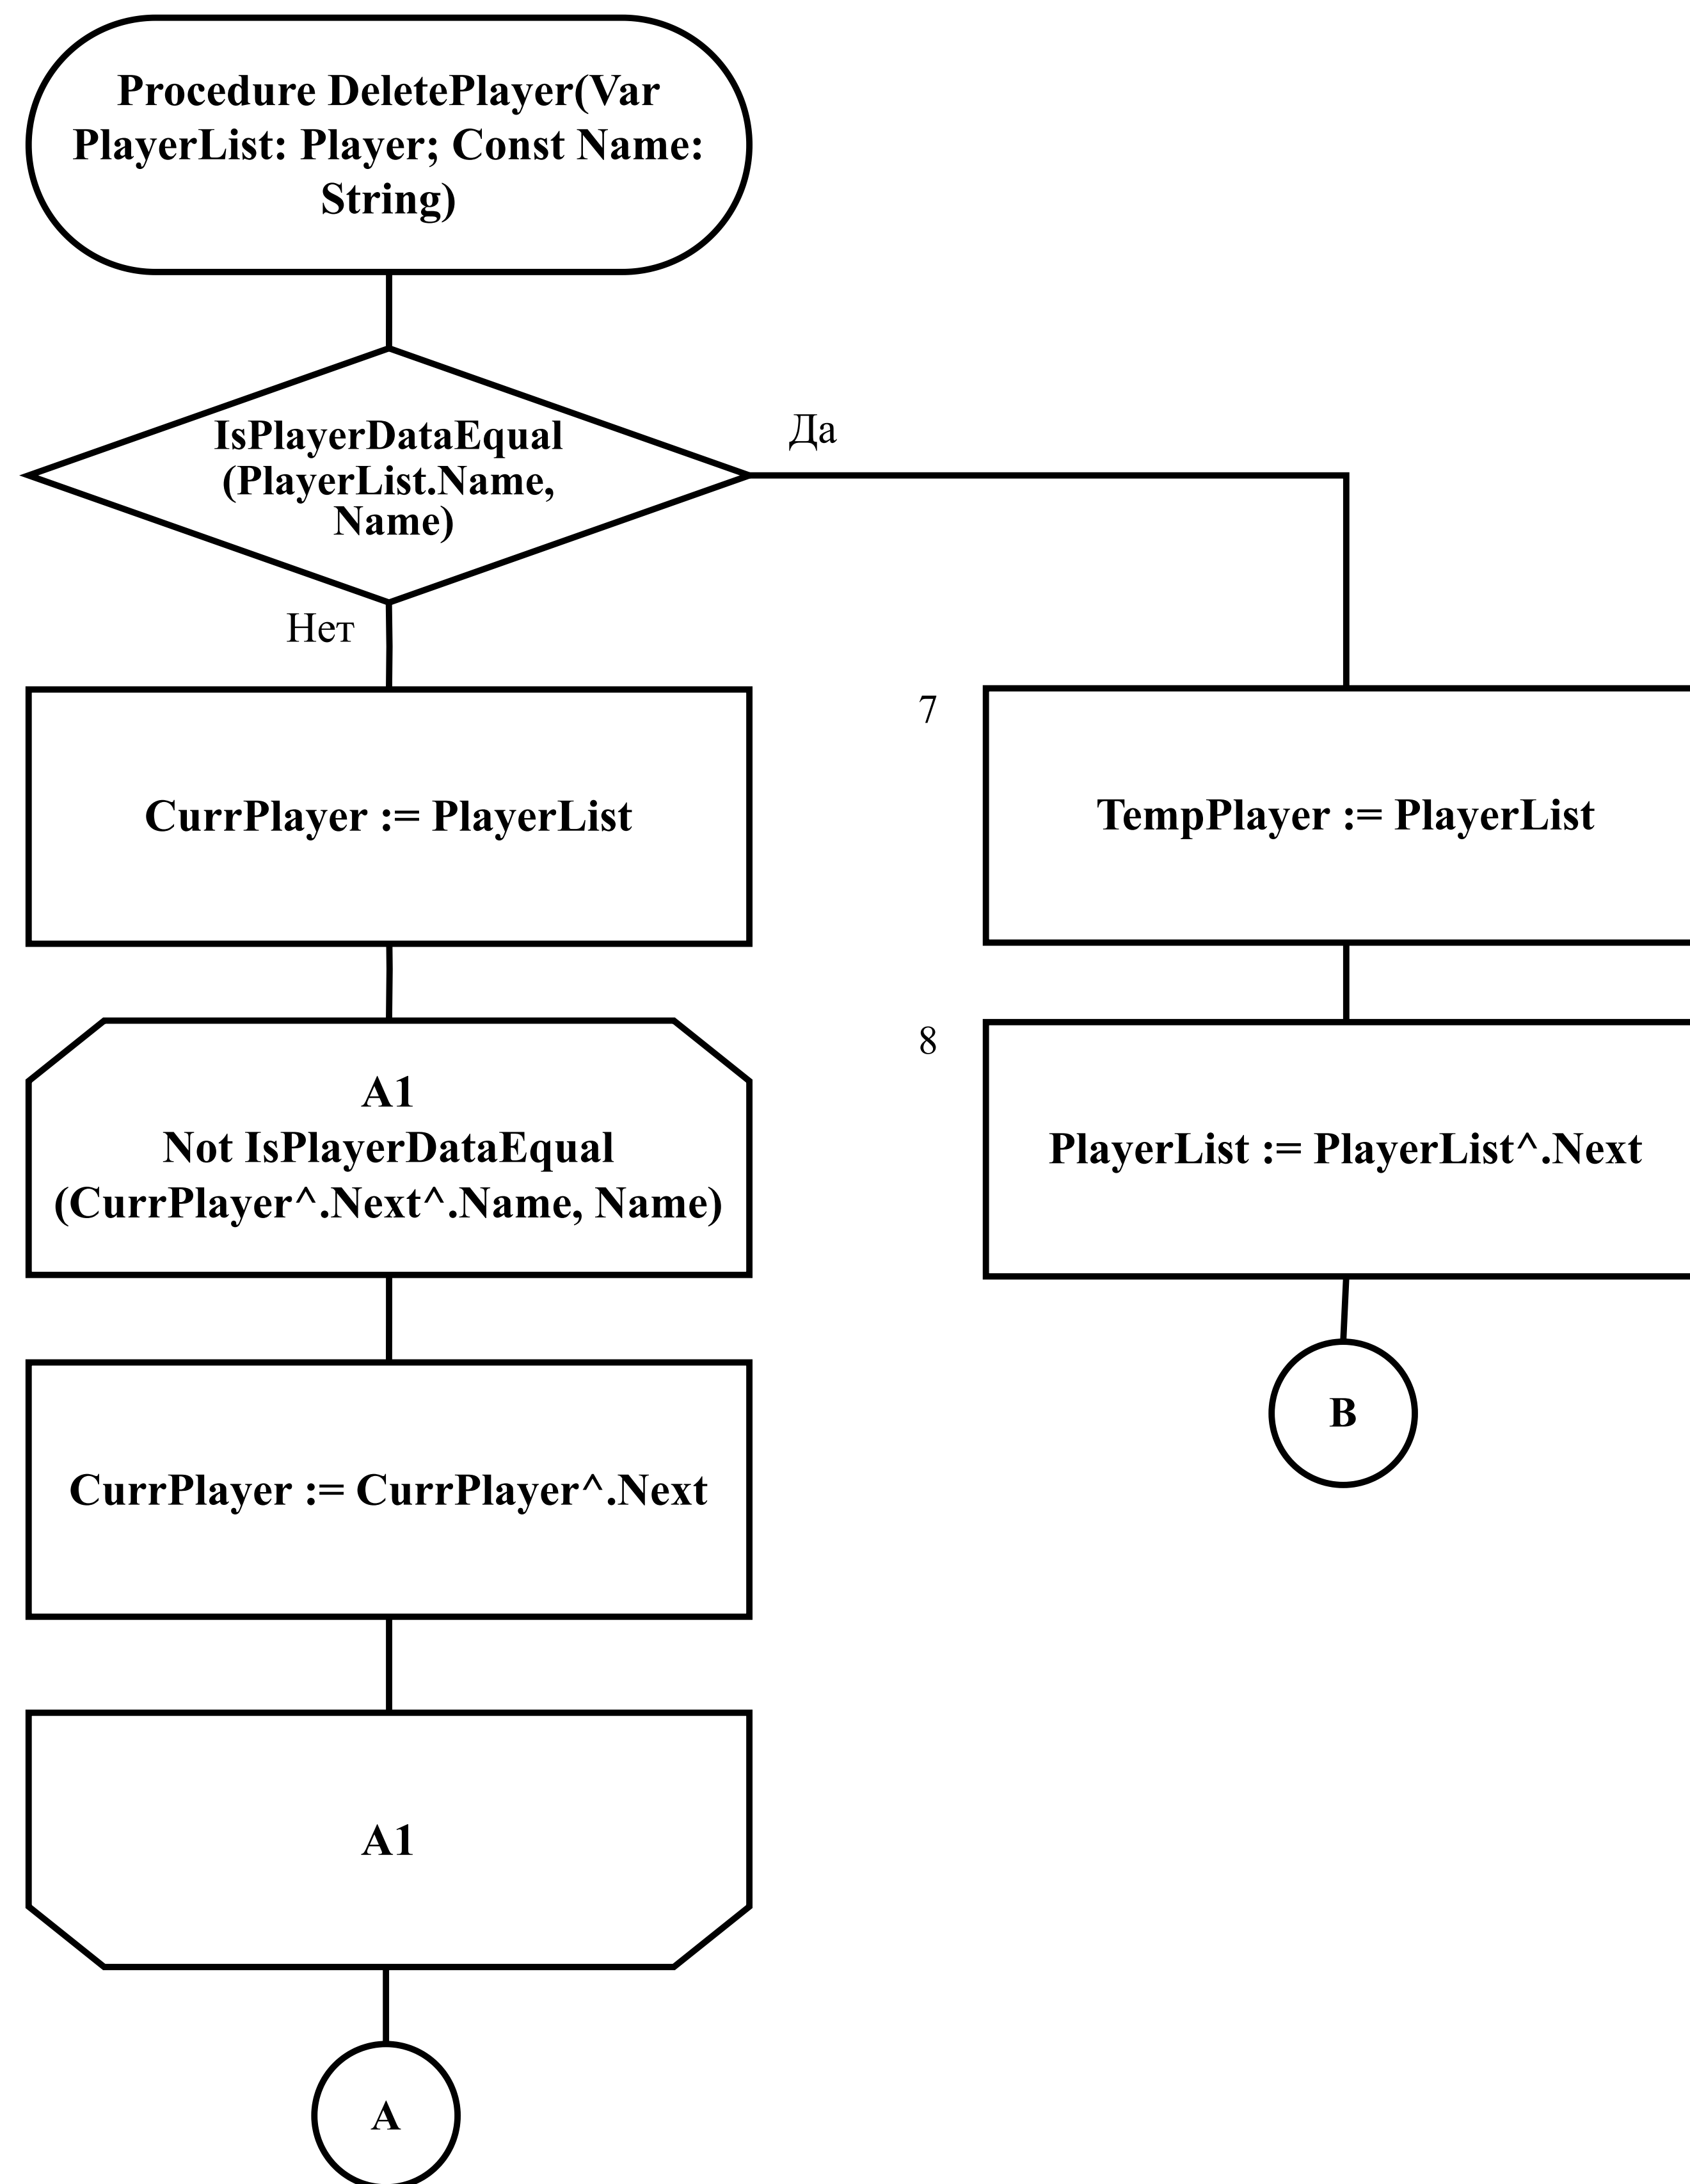 Procedure DeletePlayer(Var
PlayerList: Player; Const Name:
String)
IsPlayerDataEqual
(PlayerList.Name,
Name)
Да
Нет
CurrPlayer := PlayerList
7
TempPlayer := PlayerList
A1
Not IsPlayerDataEqual
(CurrPlayer^.Next^.Name, Name)
8
PlayerList := PlayerList^.Next
B
CurrPlayer := CurrPlayer^.Next
A1
A